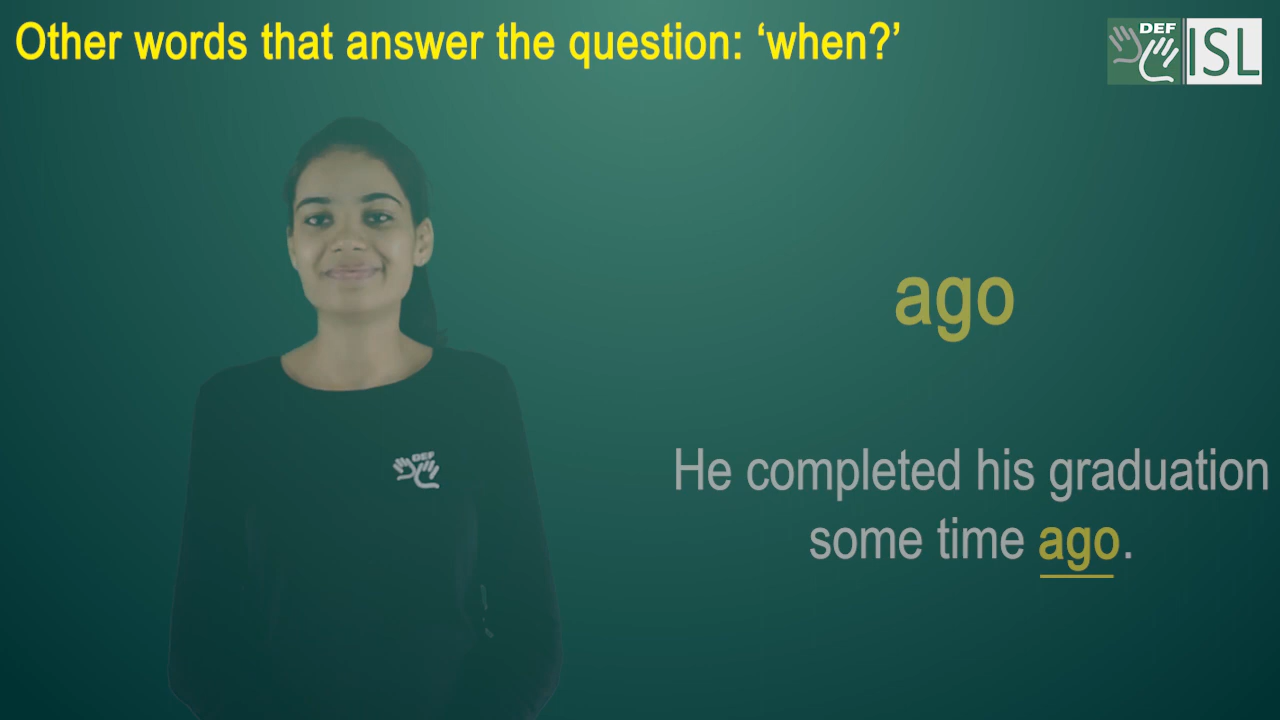 Other words that answer the question: ‘when?’
DEF
ISL
ago
DEF
He completed his graduation
some time ago.